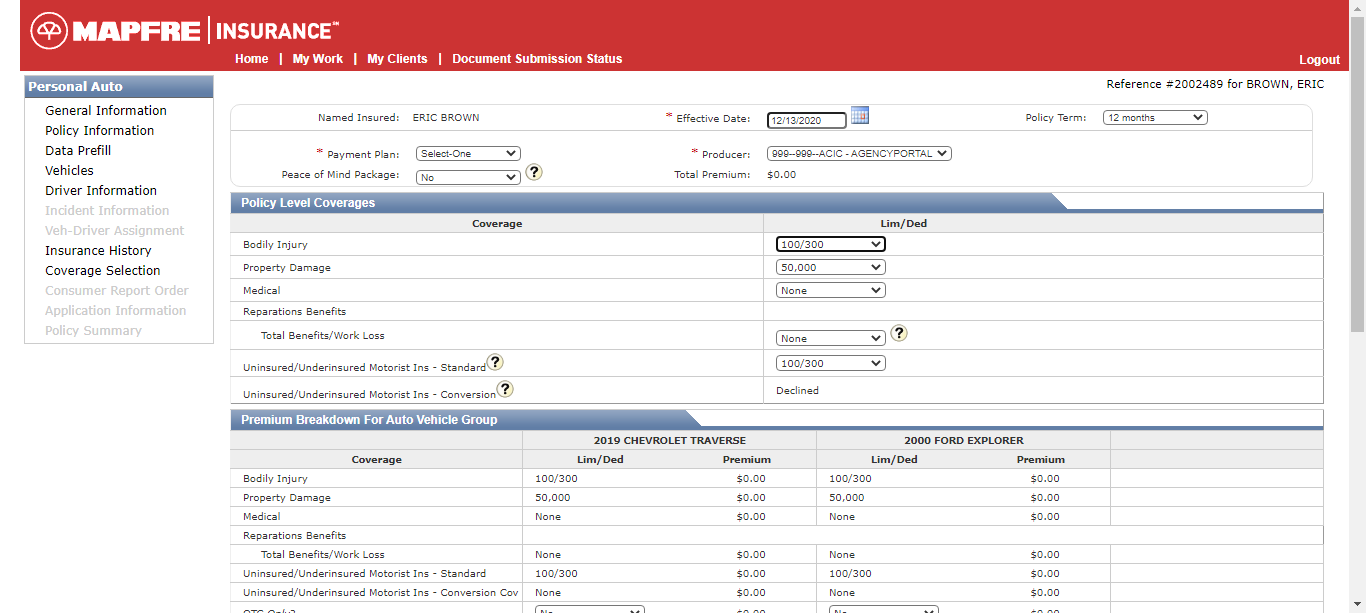 MAPFRE | INSURANCE℠
Home | My Work | My Clients | Document Submission Status
Logout
Personal Auto
General Information
Policy Information
Data Prefill
Vehicles
Driver Information
Incident Information
Veh-Driver Assignment
Insurance History
Coverage Selection
Consumer Report Order
Application Information
Policy Summary
Reference #2002489 for BROWN, ERIC
Named Insured: ERIC BROWN * Effective Date: 12/13/2020 Policy Term: 12 months
* Payment Plan: Select-One * Producer: 999--999--ACIC - AGENCYPORTAL
Peace of Mind Package: No ? Total Premium: $0.00
Policy Level Coverages
Coverage Lim/Ded
Bodily Injury 100/300
Property Damage 50,000
Medical None
Reparations Benefits
Total Benefits/Work Loss None ?
Uninsured/Underinsured Motorist Ins - Standard ? 100/300
Uninsured/Underinsured Motorist Ins - Conversion ? Declined
Premium Breakdown For Auto Vehicle Group
2019 CHEVROLET TRAVERSE 2000 FORD EXPLORER
Coverage Lim/Ded Premium Lim/Ded Premium
Bodily Injury 100/300 $0.00 100/300 $0.00
Property Damage 50,000 $0.00 50,000 $0.00
Medical None $0.00 None $0.00
Reparations Benefits
Total Benefits/Work Loss None $0.00 None $0.00
Uninsured/Underinsured Motorist Ins - Standard 100/300 $0.00 100/300 $0.00
Uninsured/Underinsured Motorist Ins - Conversion Cov None $0.00 None $0.00
OTC Only? No $0.00 No $0.00